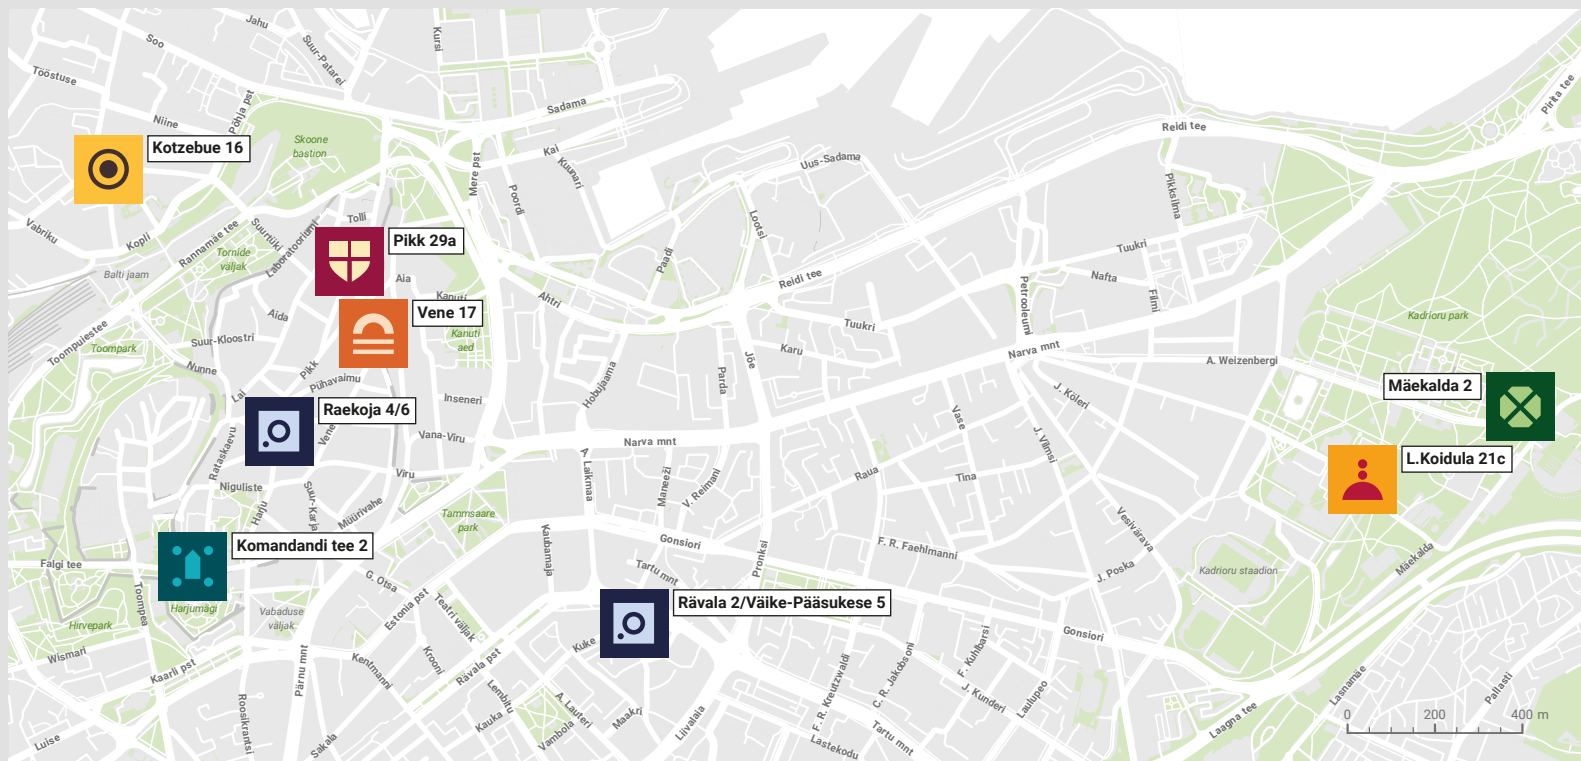 Jahu
Soo
Suur-Patarei
Kursi
Tööstuse
Põhja pst
Niine
Sadama
Pirita tee
Reidi tee
Skoone
bastion
Kotzebue 16
Kai
Kuunari
Mere pst
Uus-Sadama
Poordi
Pikksilma
Vabriku
Kopli
Rannamäe tee
Suurtüki
Laboratooriumi
Tolli
Lootsi
Pikk 29a
Tornide
väljak
Balti jaam
Paadi
Tuukri
Nafta
Filmi
Aia
Reidi tee
Petrooleumi
Kanuti
Ahtri
Vene 17
Aida
Tuukri
Kadrioru park
Toompuiestee
Toompark
Suur-Kloostri
Kanuti
aed
Karu
Jõe
Narva mnt
A. Weizenbergi
Nunne
Pikk
Pühavaimu
Hobujaama
Parda
Mäekalda 2
Lai
Inseneri
J. Köleri
Raekoja 4/6
Vene
Vana-Viru
Narva mnt
Vase
J. Vilmsi
Rataskaevu
L.Koidula 21c
Viru
A. Laikmaa
Maneeži
V. Reimani
Raua
Tina
Niguliste
Harju
Suur-Karja
Müürivahe
Tammsaare
park
Vesivärava
Komandandi tee 2
Kaubamaja
Gonsiori
Pronksi
F. R. Faehlmanni
Falgi tee
Toompea
G. Otsa
Tartu mnt
J. Poska
Kadrioru staadion
Mäekalda
Harjumägi
Hirvepark
Vabaduse
väljak
Estonia pst
Teatri väljak
Rävala 2/Väike-Pääsukese 5
Gonsiori
Wismari
Kaarli pst
Pärnu mnt
Kentmanni
Krooni
Rävala pst
Kuke
F. R. Kreutzwaldi
C. R. Jakobsoni
F. Kuhlbarsi
Lasnamäe
Pallasti
Luise
Roosikrantsi
Sakala
Lembitu
Kauka
A. Lauteri
Vambola
Maakri
Liivalaia
J. Kunderi
Laulupeo
Laagna tee
Lastekodu
Tartu mnt
0 200 400 m